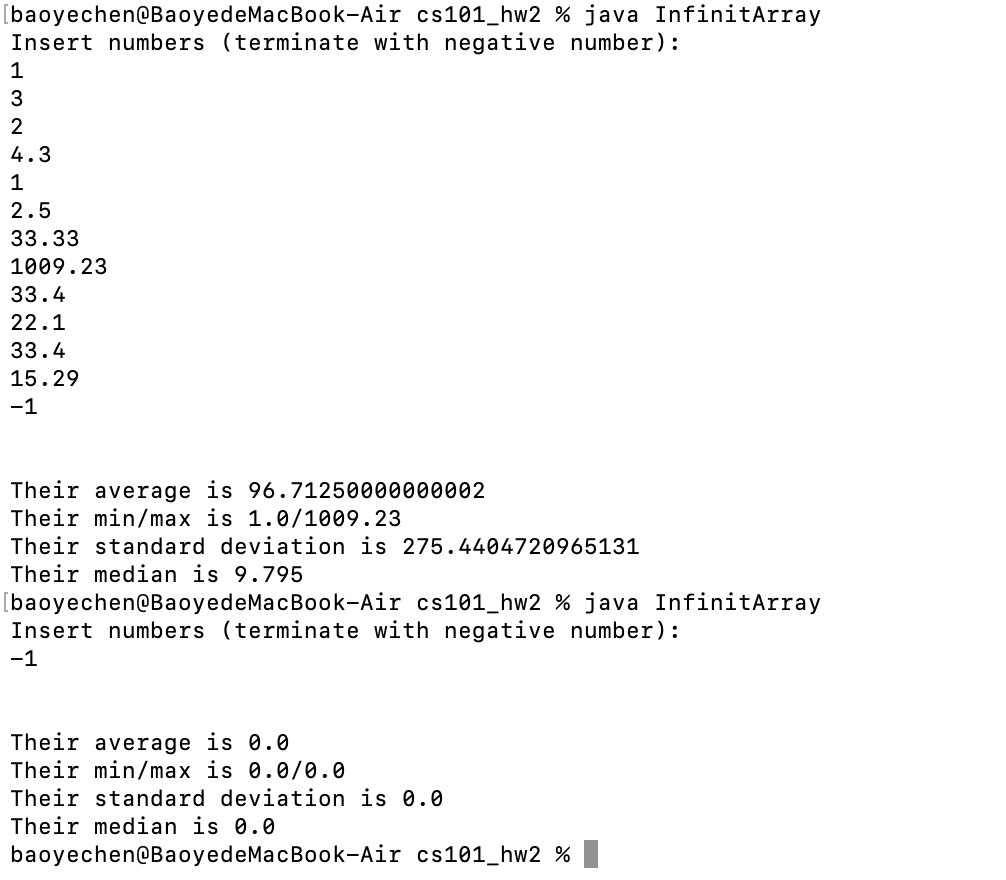 [baoyechen@BaoyedeMacBook-Air cs101_hw2 % java InfinitArray
Insert numbers (terminate with negative number):
1
3
2
4.3
1
2.5
33.33
1009.23
33.4
22.1
33.4
15.29
-1
Their average is 96.71250000000002
Their min/max is 1.0/1009.23
Their standard deviation is 275.4404720965131
Their median is 9.795
[baoyechen@BaoyedeMacBook-Air cs101_hw2 % java InfinitArray
Insert numbers (terminate with negative number):
-1
Their average is 0.0
Their min/max is 0.0/0.0
Their standard deviation is 0.0
Their median is 0.0
baoyechen@BaoyedeMacBook-Air cs101_hw2 %